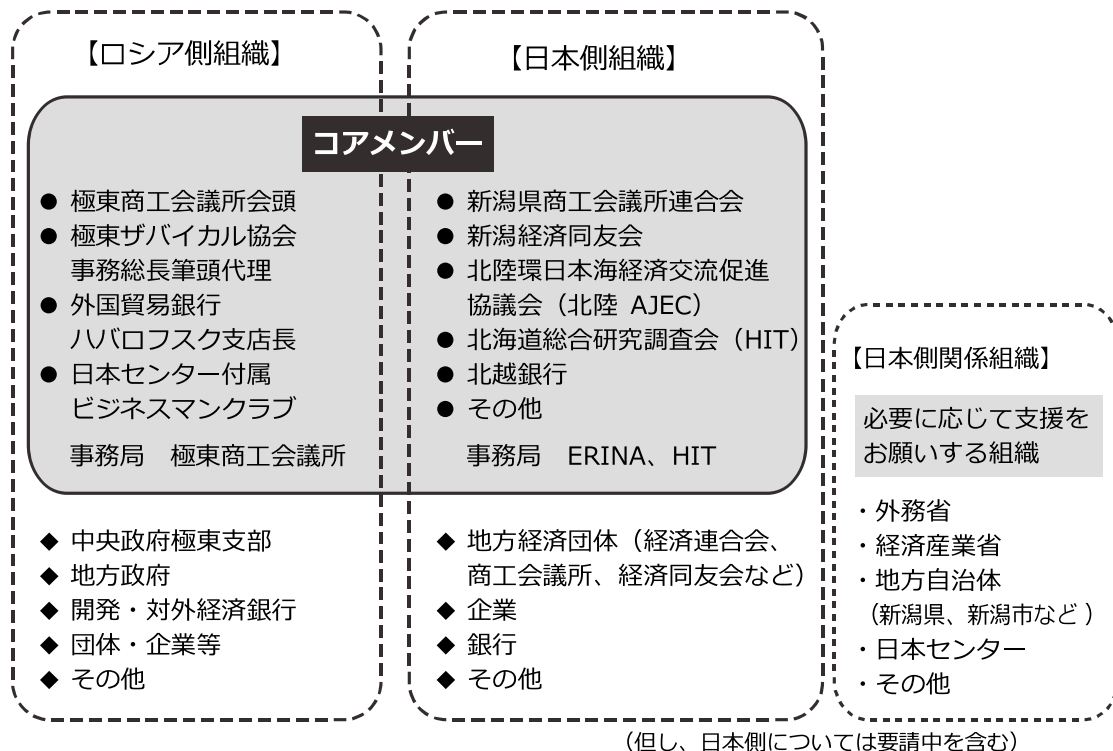 【ロシア側組織】
【日本側組織】
コアメンバー
● 極東商工会議所会頭
● 極東ザバイカル協会
事務総長筆頭代理
● 外国貿易銀行
ハバロフスク支店長
● 日本センター付属
ビジネスマンクラブ
事務局　極東商工会議所
● 新潟県商工会議所連合会
● 新潟経済同友会
● 北陸環日本海経済交流促進
協議会（北陸 AJEC）
● 北海道総合研究調査会（HIT）
● 北越銀行
● その他
事務局　ERINA、HIT
◆ 中央政府極東支部
◆ 地方政府
◆ 開発・対外経済銀行
◆ 団体・企業等
◆ その他
◆ 地方経済団体（経済連合会、
商工会議所、経済同友会など）
◆ 企業
◆ 銀行
◆ その他
【日本側関係組織】
必要に応じて支援を
お願いする組織
・外務省
・経済産業省
・地方自治体
（新潟県、新潟市など ）
・日本センター
・その他
（但し、日本側については要請中を含む）